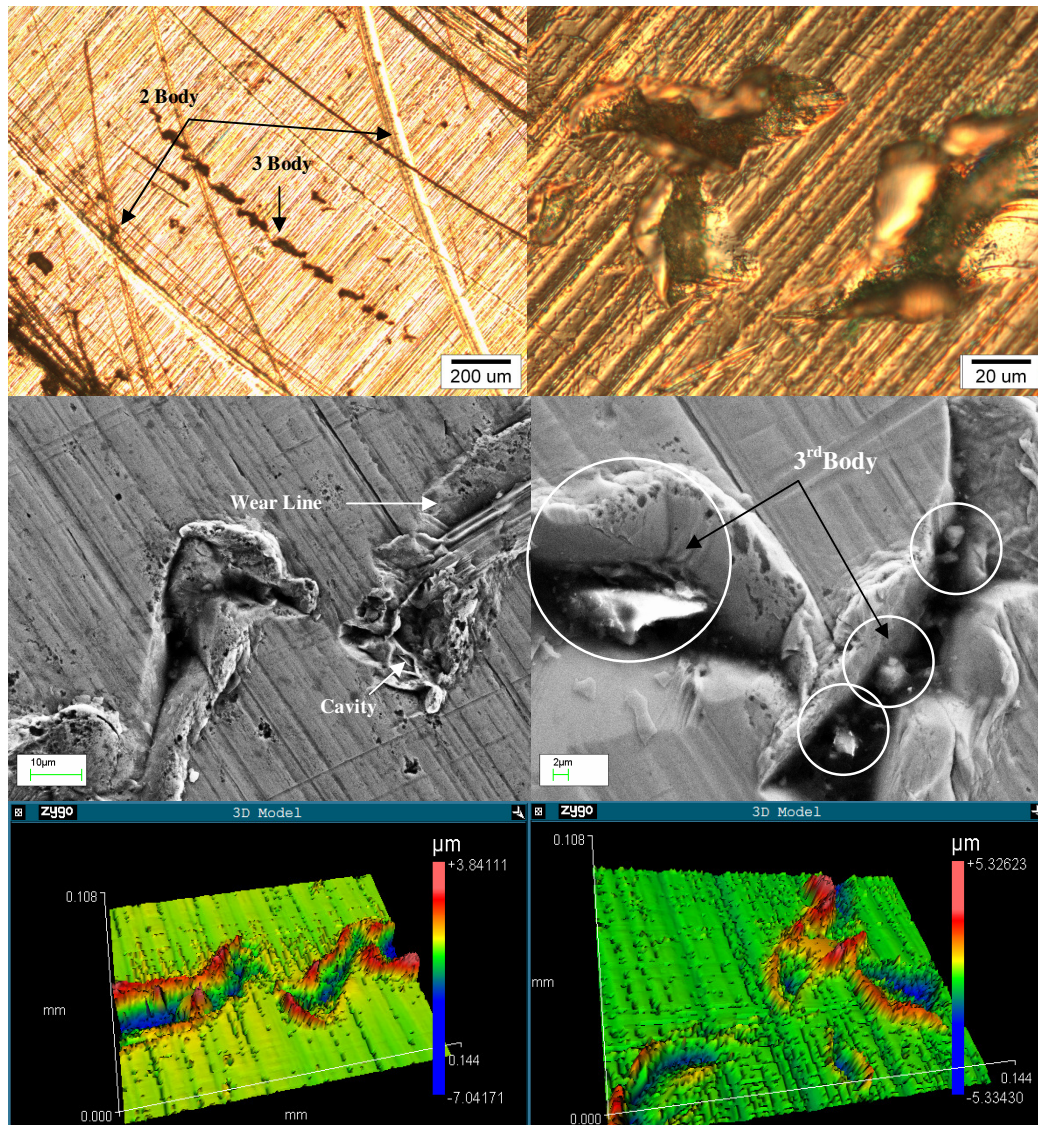 2 Body
3 Body
200 um
20 um
Wear Line
Cavity
10µm
3rdBody
2µm
zygo 3D Model
µm
+3.84111
0.108
mm
0.144
-7.04171
0.000
mm
zygo 3D Model
0.108
µm
+5.32623
mm
0.144
0.000
mm
-5.33430